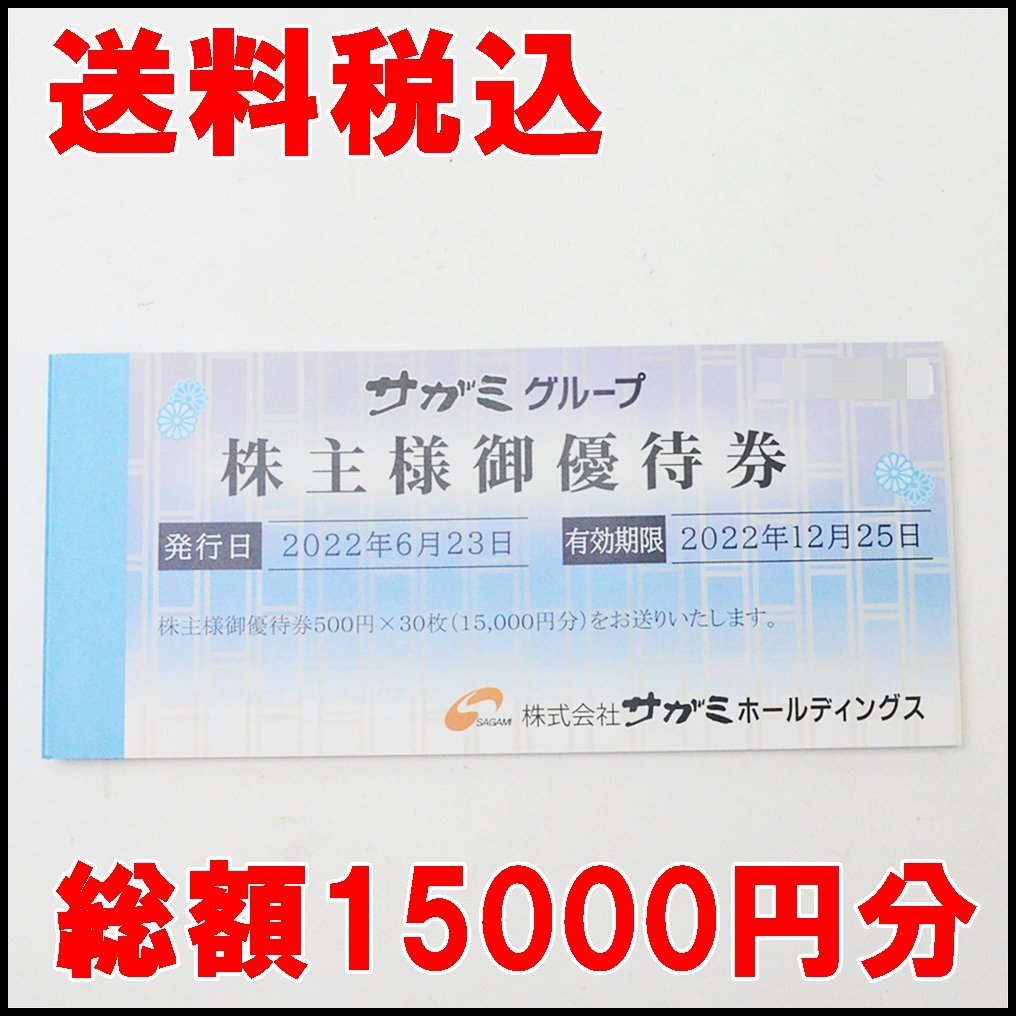 送料税込
サガミグループ
株主様御優待券
発行日 2022年6月23日 有効期限 2022年12月25日
株主様御優待券500円×30枚(15,000円分)をお送りいたします。
SAGAMI 株式会社サガミホールディングス
総額15000円分